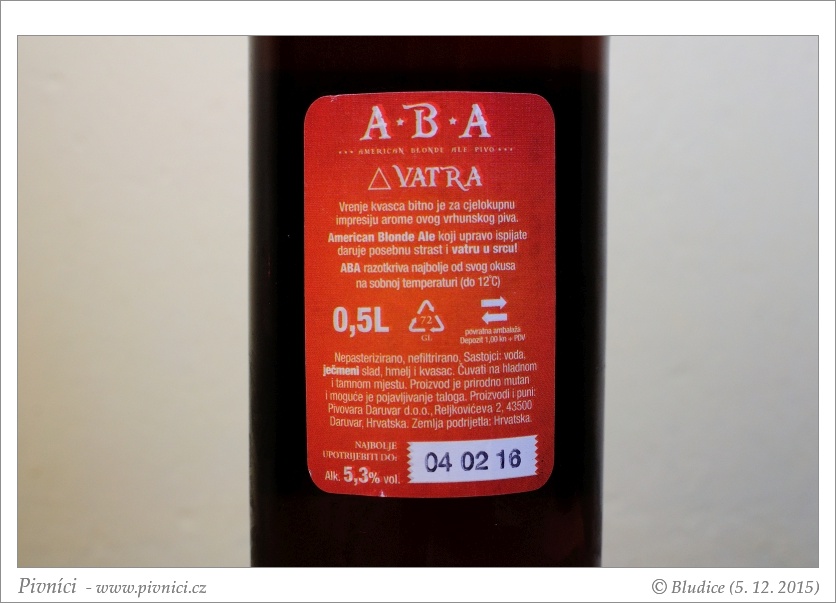 A★B★A
••• AMERICAN BLONDE ALE PIVO •••
△ VATRA
Vrenje kvasca bitno je za cjelokupnu
impresiju arome ovog vrhunskog piva.
American Blonde Ale koji upravo ispijate
daruje posebnu strast i vatru u srcu!
ABA razotkriva najbolje od svog okusa
na sobnoj temperaturi (do 12°C)
0,5L
72
GL
povratna ambalaža
Depozit 1,00 kn + PDV
Nepasterizirano, nefiltrirano. Sastojci: voda,
ječmeni slad, hmelj i kvasac. Čuvati na hladnom
i tamnom mjestu. Proizvod je prirodno mutan
i moguće je pojavljivanje taloga. Proizvodi i puni:
Pivovara Daruvar d.o.o., Reljkovićeva 2, 43500
Daruvar, Hrvatska. Zemlja podrijetla: Hrvatska.
NAJBOLJE
UPOTRIJEBITI DO:
04 02 16
Alk. 5,3% vol.
Pivníci - www.pivnici.cz
© Bludice (5. 12. 2015)